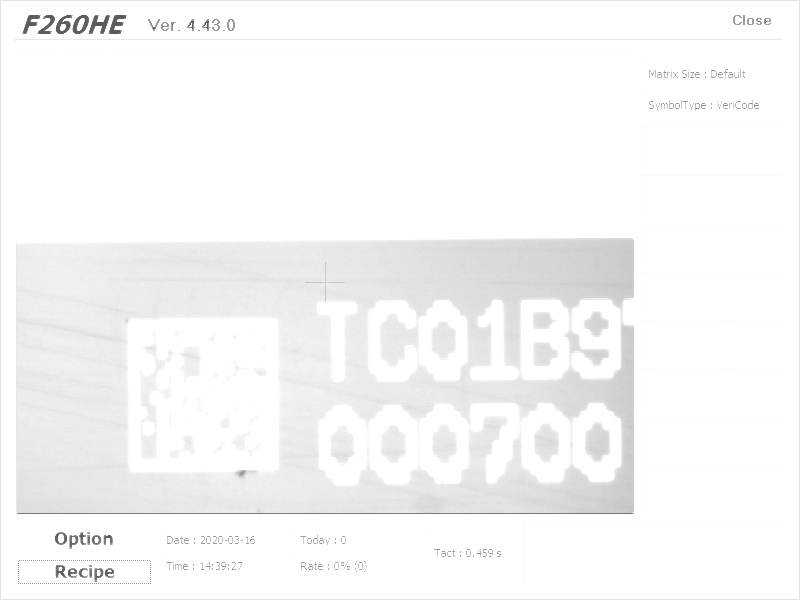 F260HE Ver. 4.43.0
Close
Matrix Size : Default
SymbolType : VeriCode
TC01B9
000700
Option
Recipe
Date : 2020-03-16
Time : 14:39:27
Today : 0
Rate : 0% (0)
Tact : 0.459 s